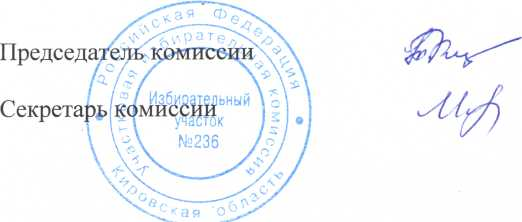 Председатель комиссии
Секретарь комиссии
Российская Федерация
Участковая избирательная комиссия
Избирательный
участок
№236
Кировская область